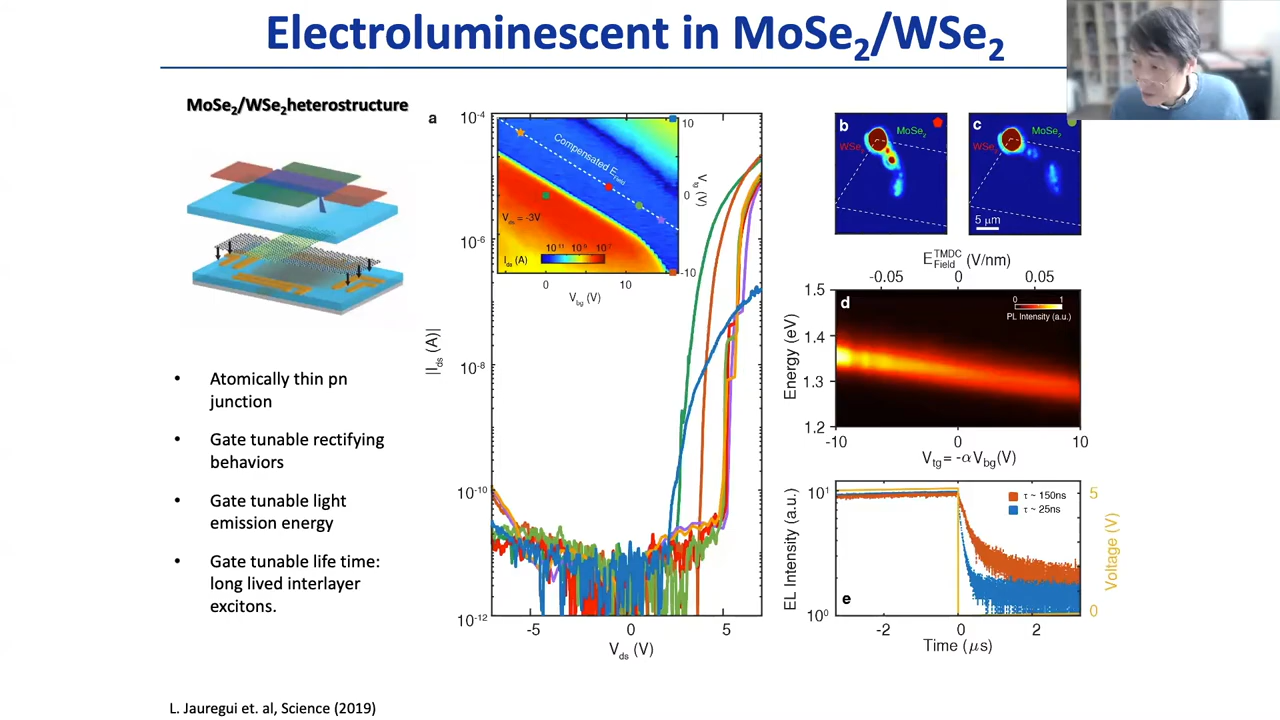 Electroluminescent in MoSe₂/WSe₂
MoSe₂/WSe₂heterostructure
• Atomically thin pn
junction
• Gate tunable rectifying
behaviors
• Gate tunable light
emission energy
• Gate tunable life time:
long lived interlayer
excitons.
L. Jauregui et. al, Science (2019)
a
10⁻⁴
10⁻⁶
10⁻⁸
10⁻¹⁰
10⁻¹²
|I_ds (A)|
-5
0
5
V_ds (V)
Compensated E_Field
V_ds = -3V
I_ds (A)
10⁻¹¹ 10⁻⁹ 10⁻⁷
10
0
-10
0
10
V_bg (V)
b
MoSe₂
c
MoSe₂
5 μm
E_Field^TMDC (V/nm)
-0.05
0
0.05
d
0 1
PL Intensity (a.u.)
Energy (eV)
1.5
1.4
1.3
1.2
-10
0
10
V_tg = -αV_bg(V)
e
EL Intensity (a.u.)
10¹
10⁰
τ ~ 150ns
τ ~ 25ns
5
0
Voltage (V)
-2
0
2
Time (μs)